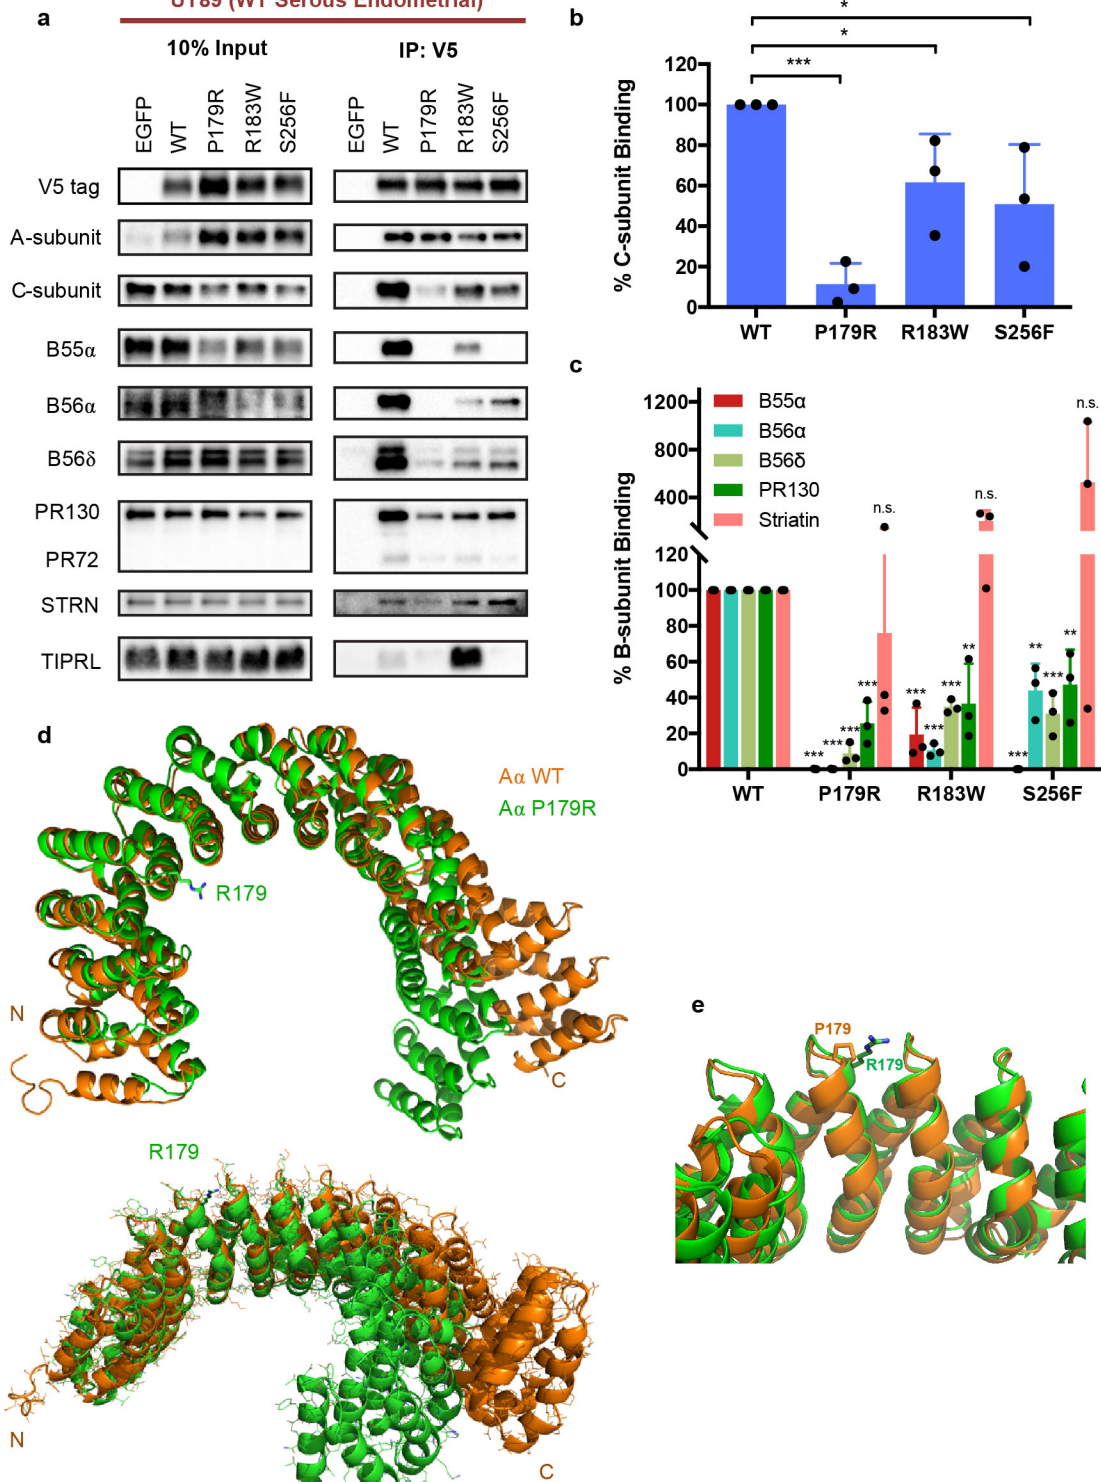 UT89 (WT Serous Endometrial)
a
10% Input
IP: V5
EGFP
WT
P179R
R183W
S256F
EGFP
WT
P179R
R183W
S256F
V5 tag
A-subunit
C-subunit
B55α
B56α
B56δ
PR130
PR72
STRN
TIPRL
b
*
*
***
% C-subunit Binding
120
100
80
60
40
20
0
WT
P179R
R183W
S256F
c
B55α
B56α
B56δ
PR130
Striatin
% B-subunit Binding
1200
800
400
120
100
80
60
40
20
0
*** *** *** *** n.s.
*** *** *** ** n.s.
*** ** *** ** n.s.
WT
P179R
R183W
S256F
d
Aα WT
Aα P179R
R179
N
C
R179
N
C
e
P179
R179